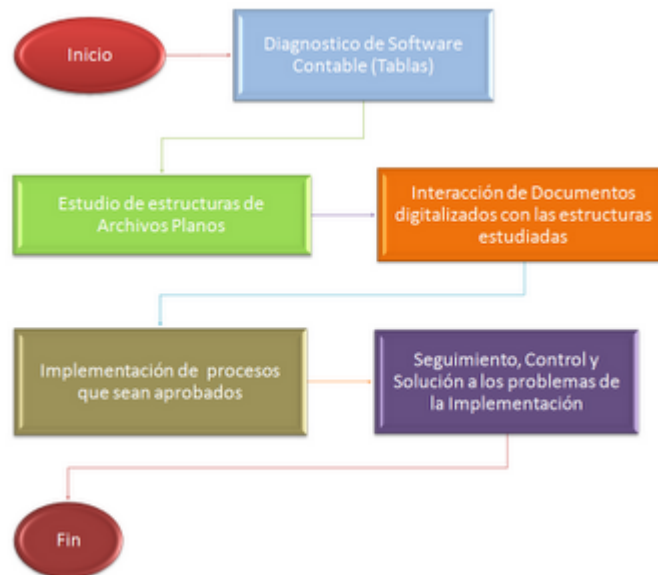 Inicio
Diagnostico de Software
Contable (Tablas)
Estudio de estructuras de
Archivos Planos
Interacción de Documentos
digitalizados con las estructuras
estudiadas
Implementación de procesos
que sean aprobados
Seguimiento, Control y
Solución a los problemas de
la Implementación
Fin